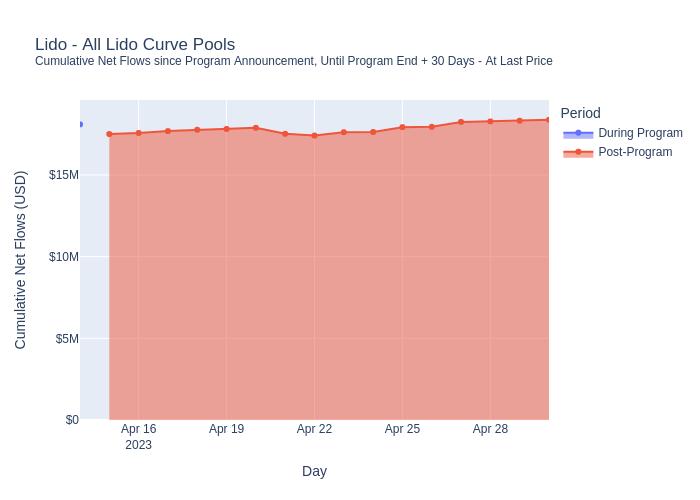 Lido - All Lido Curve Pools
Cumulative Net Flows since Program Announcement, Until Program End + 30 Days - At Last Price
Period
During Program
Post-Program
Cumulative Net Flows (USD)
$15M
$10M
$5M
$0
Apr 16
2023
Apr 19
Apr 22
Apr 25
Apr 28
Day